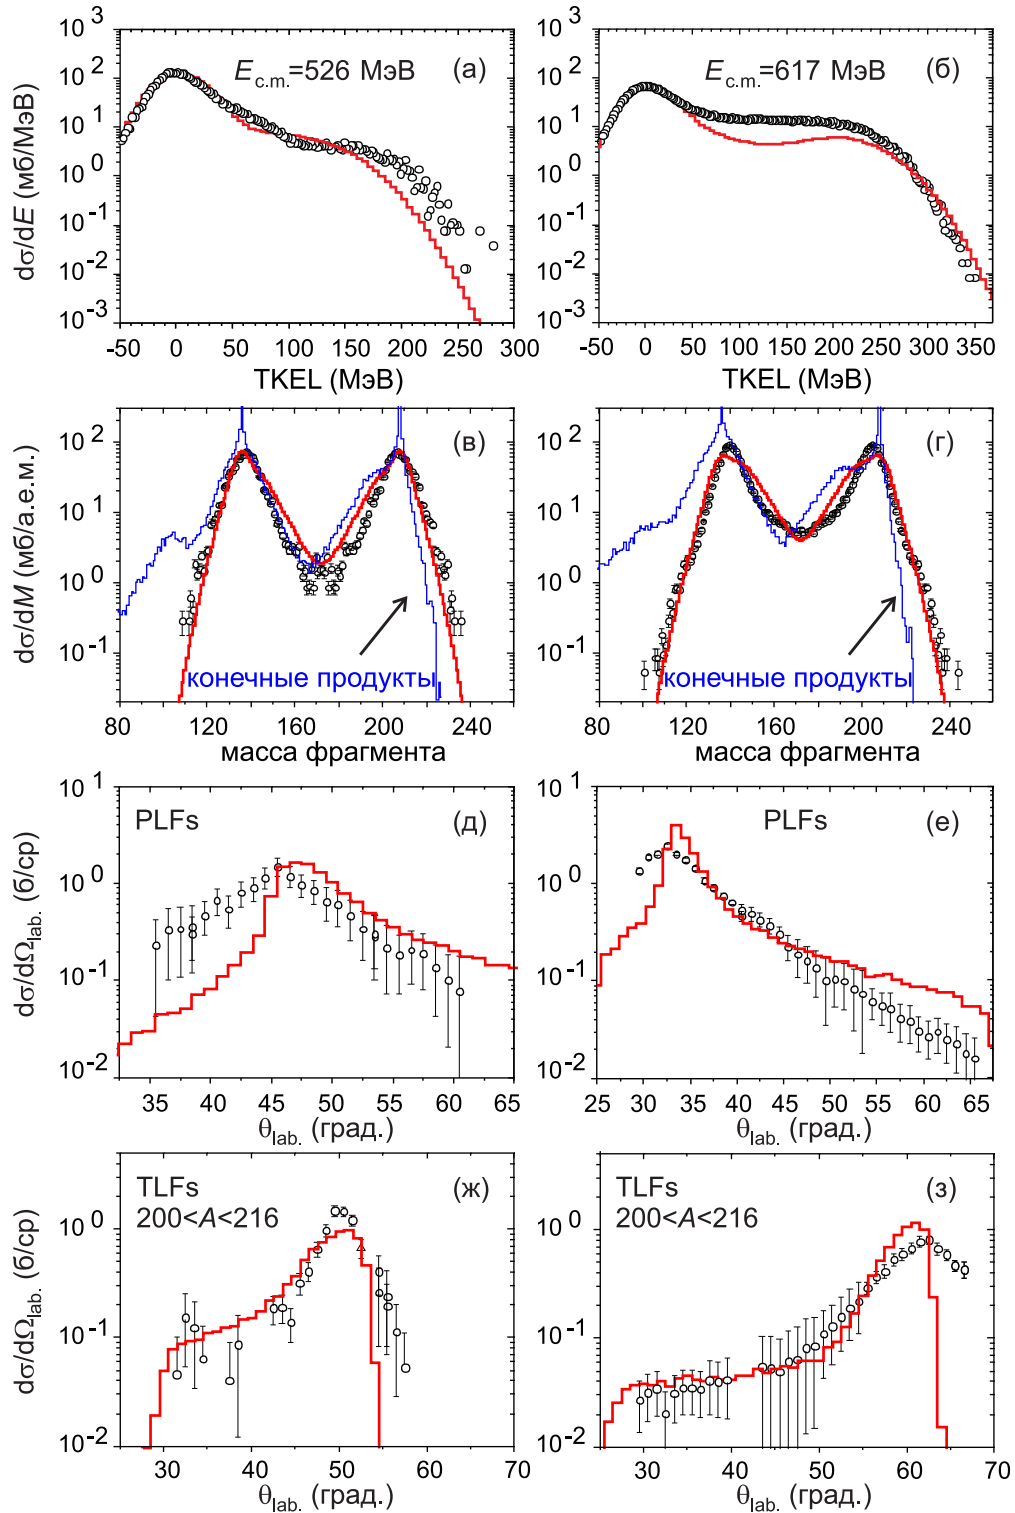 10^3
10^2
10^1
10^0
10^-1
10^-2
10^-3
dσ/dE (мб/МэВ)
E_c.m.=526 МэВ
(а)
-50 0 50 100 150 200 250 300
TKEL (МэВ)
10^3
10^2
10^1
10^0
10^-1
10^-2
10^-3
E_c.m.=617 МэВ
(б)
-50 0 50 100 150 200 250 300 350
TKEL (МэВ)
10^2
10^1
10^0
10^-1
dσ/dM (мб/а.е.м.)
(в)
конечные продукты
80 120 160 200 240
масса фрагмента
10^2
10^1
10^0
10^-1
(г)
конечные продукты
80 120 160 200 240
масса фрагмента
10^1
10^0
10^-1
10^-2
dσ/dΩ_lab. (б/ср)
PLFs
(д)
35 40 45 50 55 60 65
θ_lab. (град.)
10^1
10^0
10^-1
10^-2
PLFs
(е)
25 30 35 40 45 50 55 60 65
θ_lab. (град.)
10^0
10^-1
10^-2
dσ/dΩ_lab. (б/ср)
TLFs
200<A<216
(ж)
30 40 50 60 70
θ_lab. (град.)
10^0
10^-1
10^-2
TLFs
200<A<216
(з)
30 40 50 60 70
θ_lab. (град.)